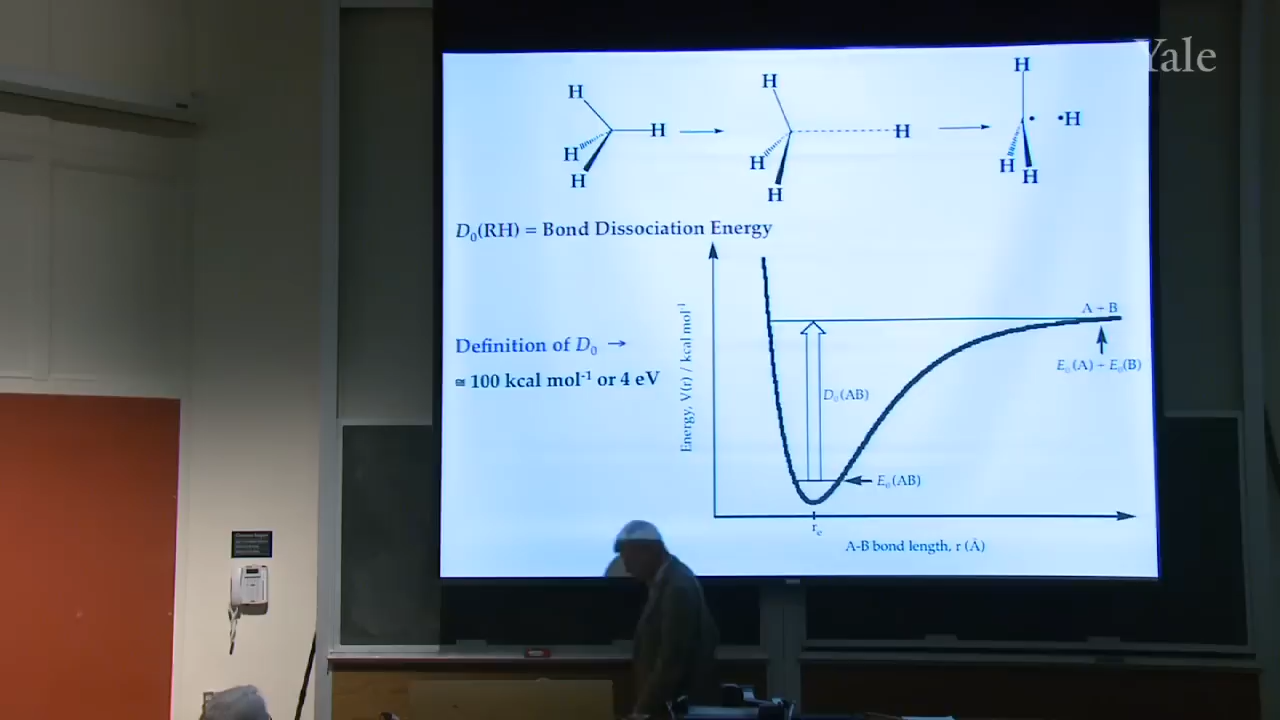 Yale
H H H
H H H H
H H H H
· ·H
D₀(RH) = Bond Dissociation Energy
Definition of D₀ →
≅ 100 kcal mol⁻¹ or 4 eV
Energy, V(r) / kcal mol⁻¹
A + B
E₀(A) + E₀(B)
D₀(AB)
E₀(AB)
rₑ
A-B bond length, r (Å)